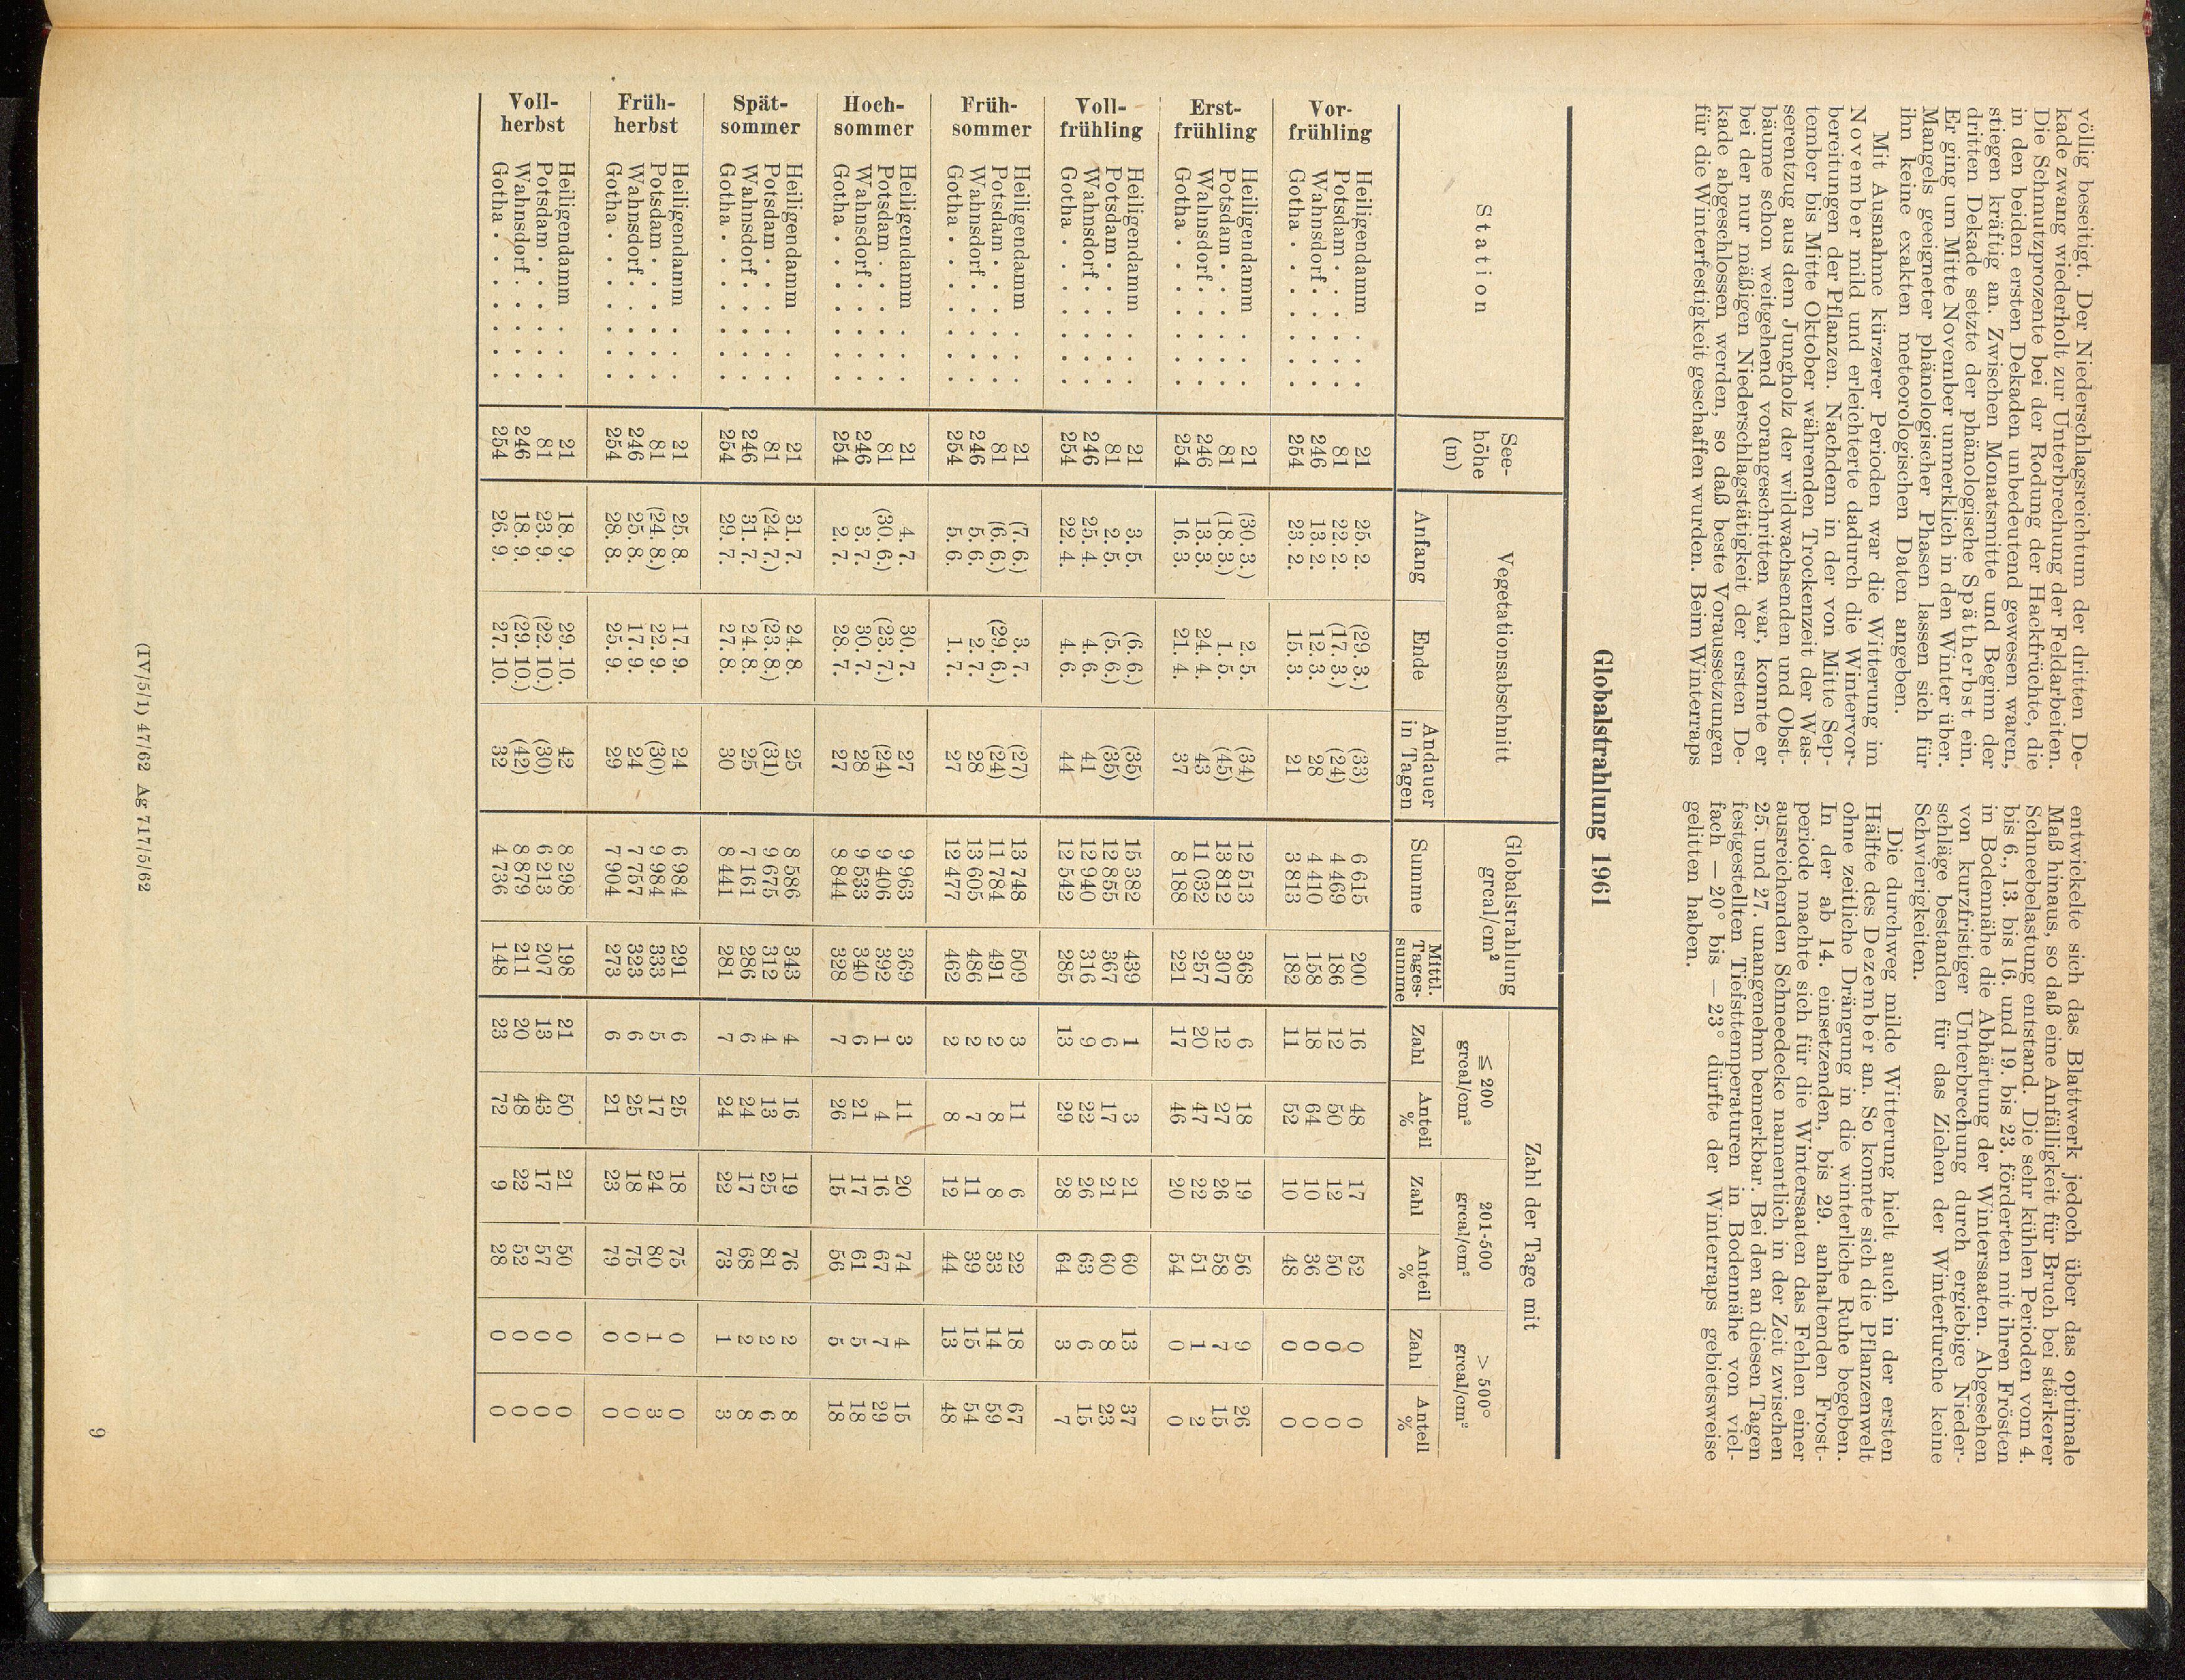 völlig beseitigt. Der Niederschlagsreichtum der dritten De-
kade zwang wiederholt zur Unterbrechung der Feldarbeiten.
Die Schmutzprozente bei der Rodung der Hackfrüchte, die
in den beiden ersten Dekaden unbedeutend gewesen waren,
stiegen kräftig an. Zwischen Monatsmitte und Beginn der
dritten Dekade setzte der phänologische Spätherbst ein.
Er ging um Mitte November unmerklich in den Winter über.
Mangels geeigneter phänologischer Phasen lassen sich für
ihn keine exakten meteorologischen Daten angeben.
Mit Ausnahme kürzerer Perioden war die Witterung im
November mild und erleichterte dadurch die Wintervor-
bereitungen der Pflanzen. Nachdem in der von Mitte Sep-
tember bis Mitte Oktober währenden Trockenzeit der Was-
serentzug aus dem Jungholz der wildwachsenden und Obst-
bäume schon weitgehend vorangeschritten war, konnte er
bei der nur mäßigen Niederschlagstätigkeit der ersten De-
kade abgeschlossen werden, so daß beste Voraussetzungen
für die Winterfestigkeit geschaffen wurden. Beim Winterraps
entwickelte sich das Blattwerk jedoch über das optimale
Maß hinaus, so daß eine Anfälligkeit für Bruch bei stärkerer
Schneebelastung entstand. Die sehr kühlen Perioden vom 4.
bis 6., 13. bis 16. und 19. bis 23. förderten mit ihren Frösten
in Bodennähe die Abhärtung der Wintersaaten. Abgesehen
von kurzfristiger Unterbrechung durch ergiebige Nieder-
schläge bestanden für das Ziehen der Winterfurche keine
Schwierigkeiten.
Die durchweg milde Witterung hielt auch in der ersten
Hälfte des Dezember an. So konnte sich die Pflanzenwelt
ohne zeitliche Drängung in die winterliche Ruhe begeben.
In der ab 14. einsetzenden, bis 29. anhaltenden Frost-
periode machte sich für die Wintersaaten das Fehlen einer
ausreichenden Schneedecke namentlich in der Zeit zwischen
25. und 27. unangenehm bemerkbar. Bei den an diesen Tagen
festgestellten Tiefsttemperaturen in Bodennähe von viel-
fach — 20° bis — 23° dürfte der Winterraps gebietsweise
gelitten haben.
Globalstrahlung 1961
Station See-höhe (m) Vegetationsabschnitt Globalstrahlung grcal/cm² Zahl der Tage mit
≤ 200 grcal/cm² 201-500 grcal/cm² > 500° grcal/cm²
Anfang Ende Andauer in Tagen Summe Mittl. Tages-summe Zahl Anteil % Zahl Anteil % Zahl Anteil %
Vor-frühling
Heiligendamm . . . 21 25. 2. (29. 3.) (33) 6 615 200 16 48 17 52 0 0
Potsdam . . . . . 81 22. 2. (17. 3.) (24) 4 469 186 12 50 12 50 0 0
Wahnsdorf . . . . . 246 13. 2. 12. 3. 28 4 410 158 18 64 10 36 0 0
Gotha . . . . . . 254 23. 2. 15. 3. 21 3 813 182 11 52 10 48 0 0
Erst-frühling
Heiligendamm . . . 21 (30. 3.) 2. 5. (34) 12 513 368 6 18 19 56 9 26
Potsdam . . . . . 81 (18. 3.) 1. 5. (45) 13 812 307 12 27 26 58 7 15
Wahnsdorf . . . . . 246 13. 3. 24. 4. 43 11 032 257 20 47 22 51 1 2
Gotha . . . . . . 254 16. 3. 21. 4. 37 8 188 221 17 46 20 54 0 0
Voll-frühling
Heiligendamm . . . 21 3. 5. (6. 6.) (35) 15 382 439 1 3 21 60 13 37
Potsdam . . . . . 81 2. 5. (5. 6.) (35) 12 855 367 6 17 21 60 8 23
Wahnsdorf . . . . . 246 25. 4. 4. 6. 41 12 940 316 9 22 26 63 6 15
Gotha . . . . . . 254 22. 4. 4. 6. 44 12 542 285 13 29 28 64 3 7
Früh-sommer
Heiligendamm . . . 21 (7. 6.) 3. 7. (27) 13 748 509 3 11 6 22 18 67
Potsdam . . . . . 81 (6. 6.) (29. 6.) (24) 11 784 491 2 8 8 33 14 59
Wahnsdorf . . . . . 246 5. 6. 2. 7. 28 13 605 486 2 7 11 39 15 54
Gotha . . . . . . 254 5. 6. 1. 7. 27 12 477 462 2 8 12 44 13 48
Hoch-sommer
Heiligendamm . . . 21 4. 7. 30. 7. 27 9 963 369 3 11 20 74 4 15
Potsdam . . . . . 81 (30. 6.) (23. 7.) (24) 9 406 392 1 4 16 67 7 29
Wahnsdorf . . . . . 246 3. 7. 30. 7. 28 9 533 340 6 21 17 61 5 18
Gotha . . . . . . 254 2. 7. 28. 7. 27 8 844 328 7 26 15 56 5 18
Spät-sommer
Heiligendamm . . . 21 31. 7. 24. 8. 25 8 586 343 4 16 19 76 2 8
Potsdam . . . . . 81 (24. 7.) (23. 8.) (31) 9 675 312 4 13 25 81 2 6
Wahnsdorf . . . . . 246 31. 7. 24. 8. 25 7 161 286 6 24 17 68 2 8
Gotha . . . . . . 254 29. 7. 27. 8. 30 8 441 281 7 24 22 73 1 3
Früh-herbst
Heiligendamm . . . 21 25. 8. 17. 9. 24 6 984 291 6 25 18 75 0 0
Potsdam . . . . . 81 (24. 8.) 22. 9. (30) 9 984 333 5 17 24 80 1 3
Wahnsdorf . . . . . 246 25. 8. 17. 9. 24 7 757 323 6 25 18 75 0 0
Gotha . . . . . . 254 28. 8. 25. 9. 29 7 904 273 6 21 23 79 0 0
Voll-herbst
Heiligendamm . . . 21 18. 9. 29. 10. 42 8 298 198 21 50 21 50 0 0
Potsdam . . . . . 81 23. 9. (22. 10.) (30) 6 213 207 13 43 17 57 0 0
Wahnsdorf . . . . . 246 18. 9. (29. 10.) (42) 8 879 211 20 48 22 52 0 0
Gotha . . . . . . 254 26. 9. 27. 10. 32 4 736 148 23 72 9 28 0 0
(IV/5/1) 47/62 Ag 717/5/62
9